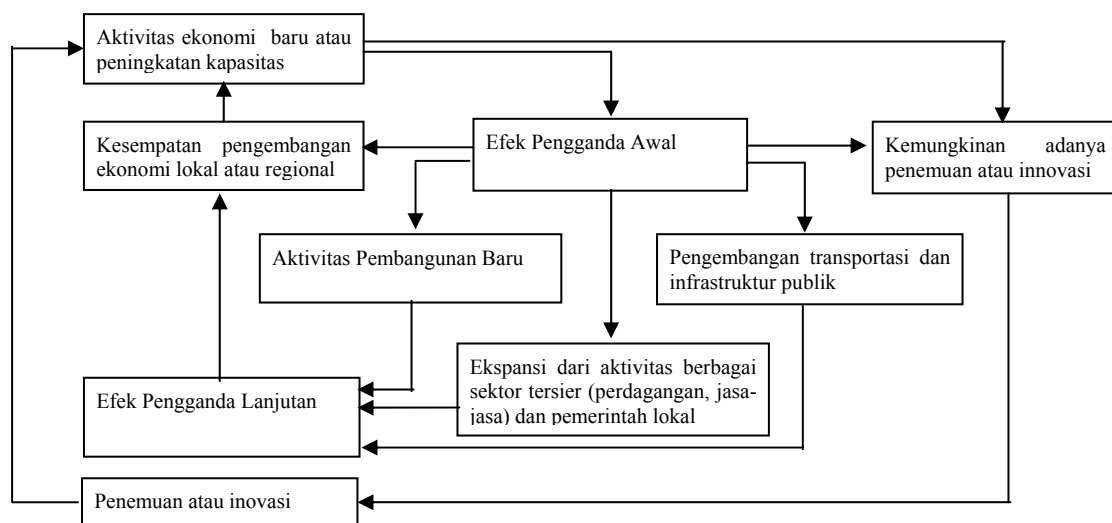 Aktivitas ekonomi baru atau
peningkatan kapasitas
Kesempatan pengembangan
ekonomi lokal atau regional
Efek Pengganda Awal
Kemungkinan adanya
penemuan atau innovasi
Aktivitas Pembangunan Baru
Pengembangan transportasi dan
infrastruktur publik
Efek Pengganda Lanjutan
Ekspansi dari aktivitas berbagai
sektor tersier (perdagangan, jasa-
jasa) dan pemerintah lokal
Penemuan atau inovasi